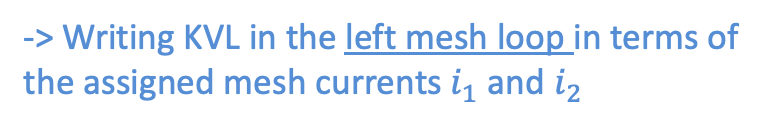 -> Writing KVL in the left mesh loop in terms of
the assigned mesh currents i₁ and i₂